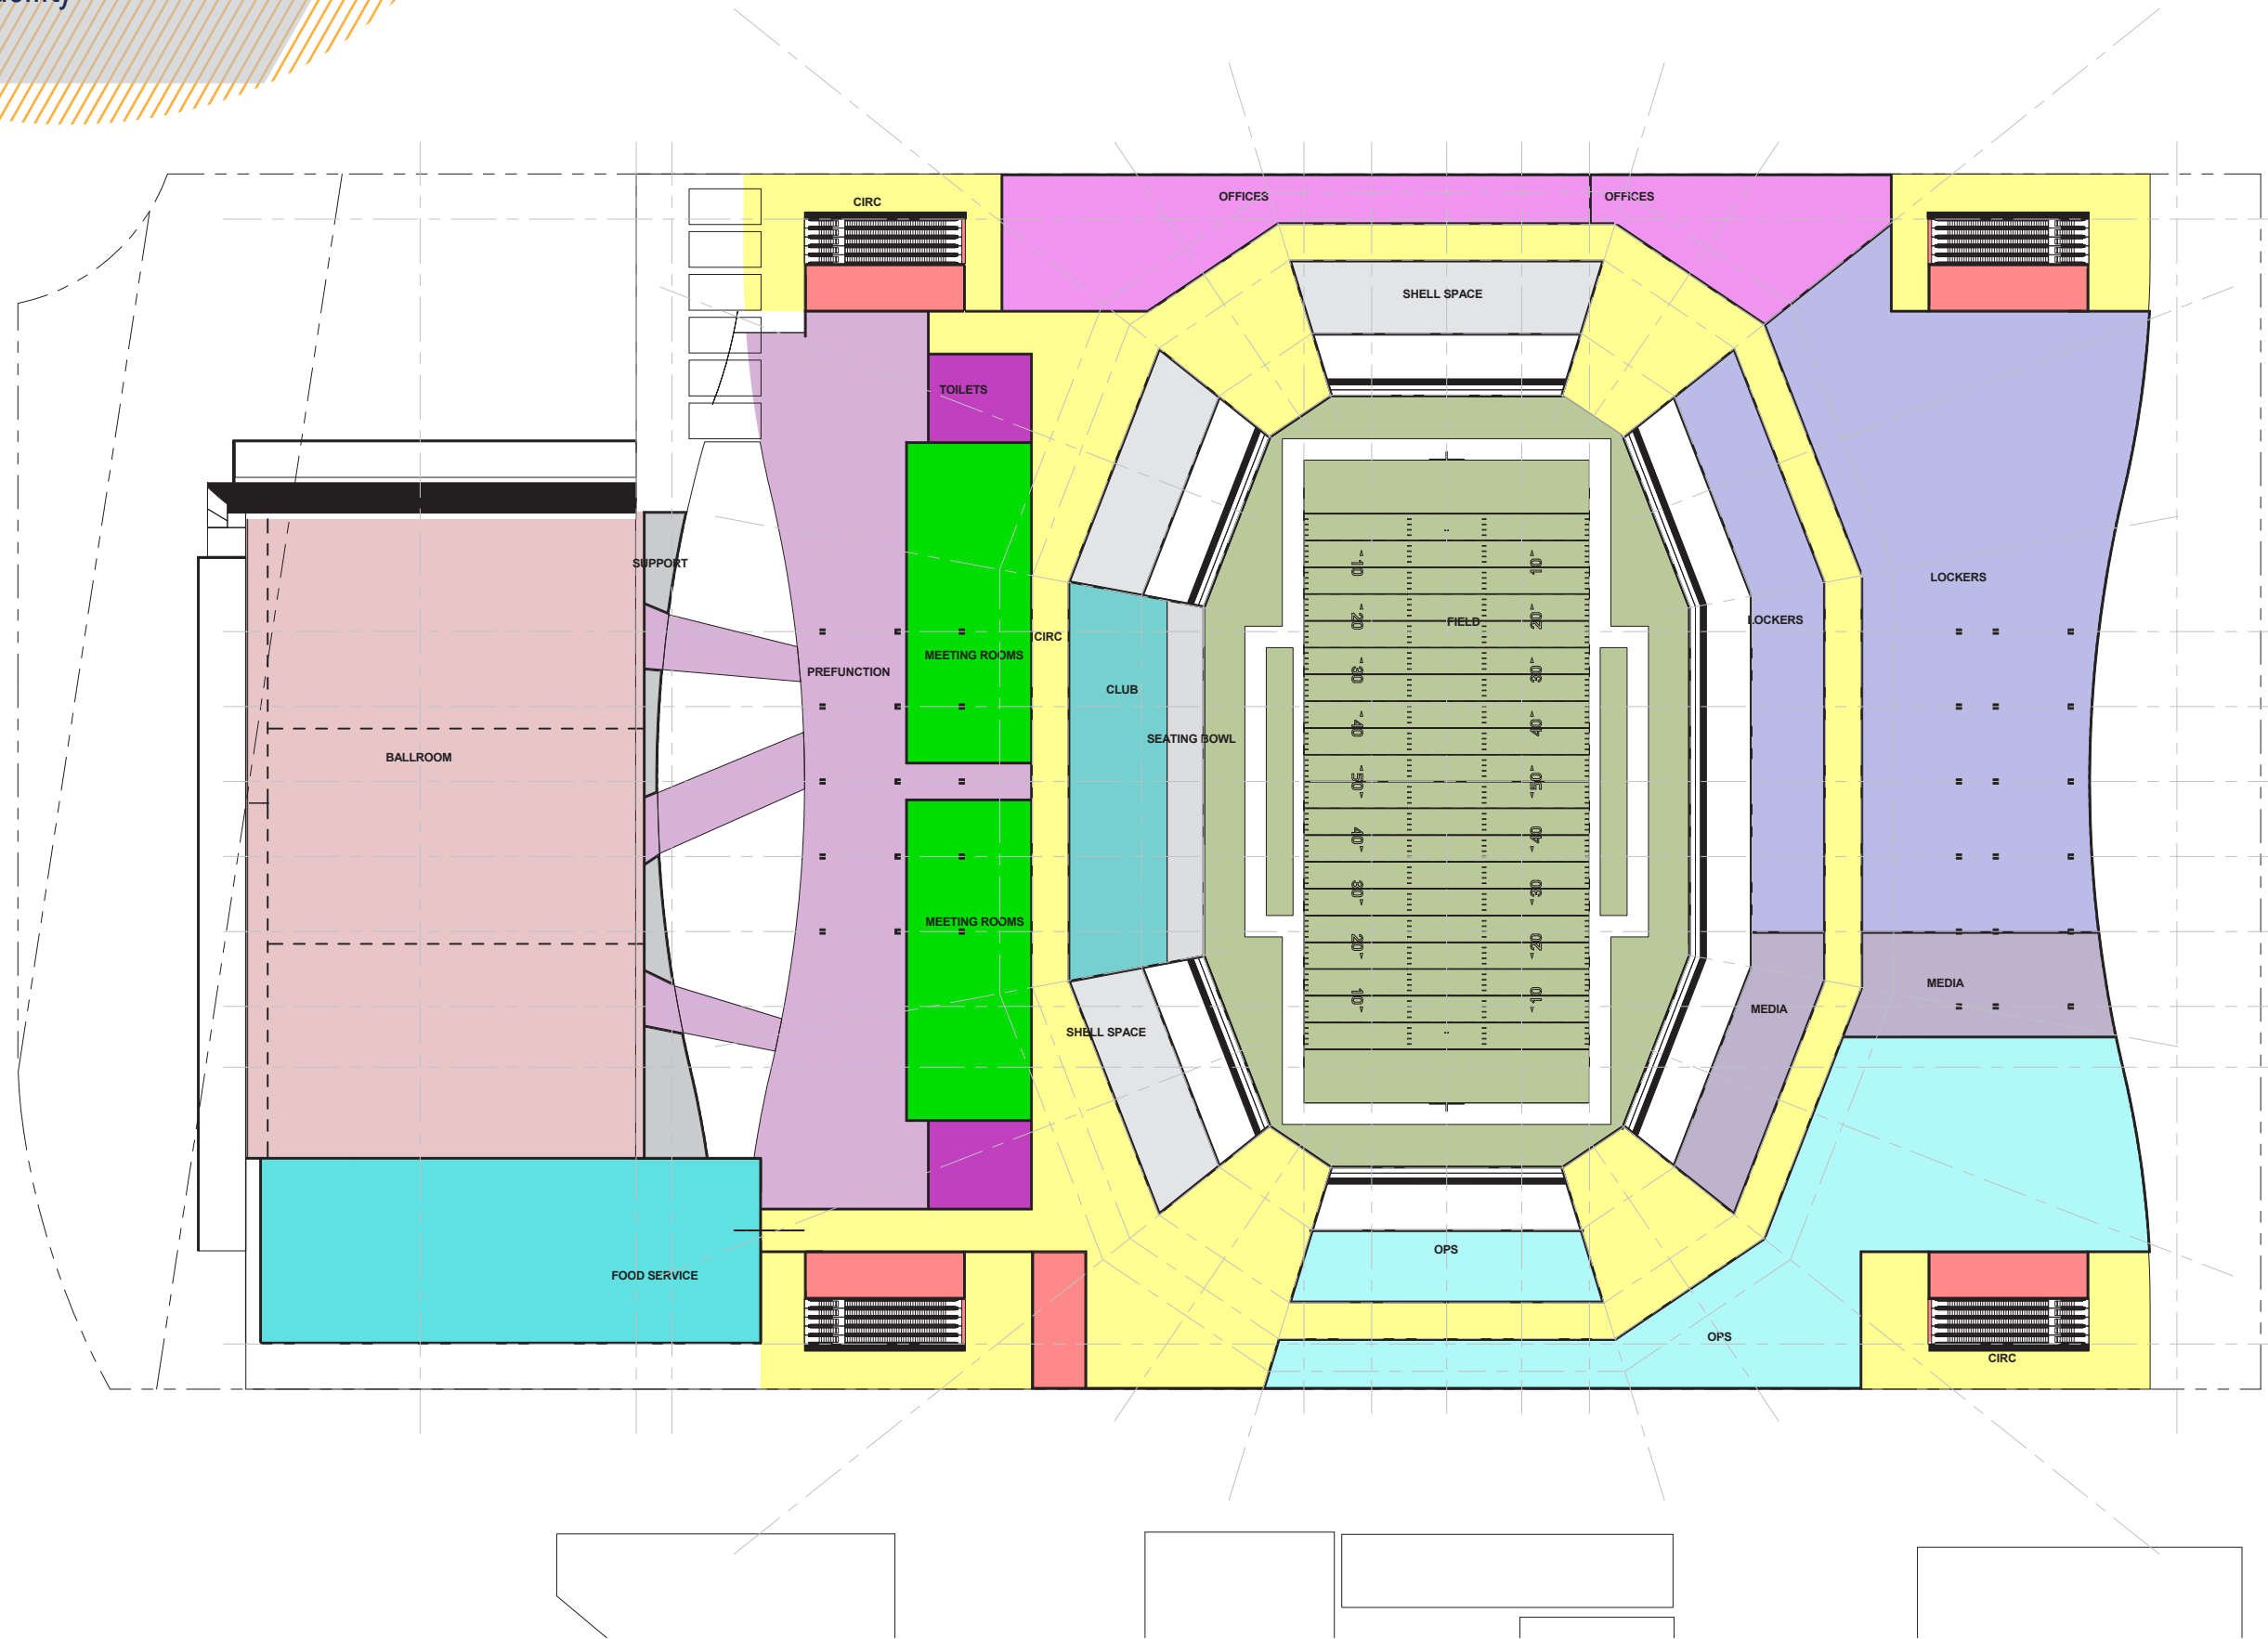 CIRC
OFFICES
OFFICES
SHELL SPACE
TOILETS
SUPPORT
10
10
LOCKERS
20
20
FIELD
LOCKERS
CIRC
MEETING ROOMS
PREFUNCTION
30
30
CLUB
40
40
SEATING BOWL
BALLROOM
50
50
40
40
30
30
MEETING ROOMS
20
20
MEDIA
10
10
MEDIA
SHELL SPACE
OPS
FOOD SERVICE
OPS
CIRC